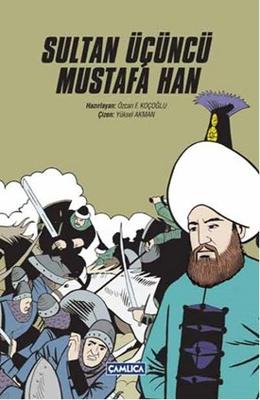 SULTAN ÜÇÜNCÜ
MUSTAFA HAN
Hazırlayan: Özcan F. KOÇOĞLU
Çizen: Yüksel AKMAN
ÇAMLICA